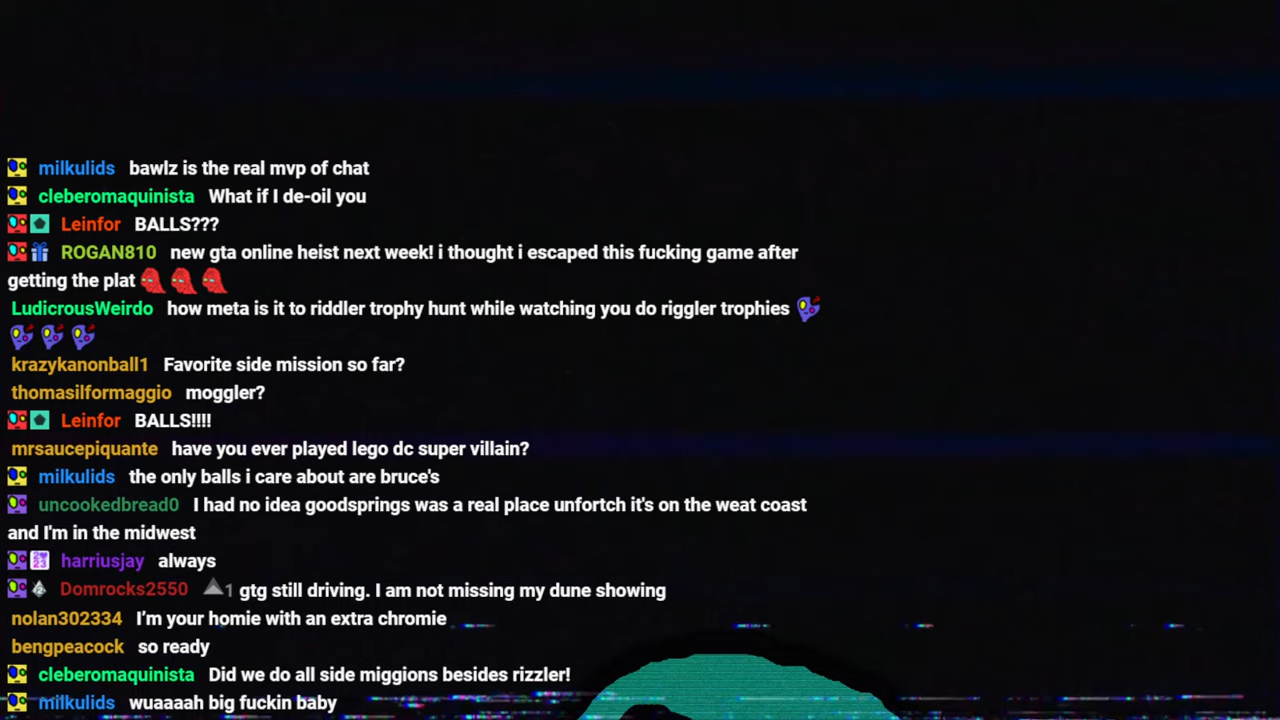 milkulids bawlz is the real mvp of chat
cleberomaquinista What if I de-oil you
Leinfor BALLS???
ROGAN810 new gta online heist next week! i thought i escaped this fucking game after
getting the plat
LudicrousWeirdo how meta is it to riddler trophy hunt while watching you do riggler trophies
krazykanonball1 Favorite side mission so far?
thomasilformaggio moggler?
Leinfor BALLS!!!!
mrsaucepiquante have you ever played lego dc super villain?
milkulids the only balls i care about are bruce's
uncookedbread0 I had no idea goodsprings was a real place unfortch it's on the weat coast
and I'm in the midwest
harriusjay always
Domrocks2550 1 gtg still driving. I am not missing my dune showing
nolan302334 I'm your homie with an extra chromie
bengpeacock so ready
cleberomaquinista Did we do all side miggions besides rizzler!
milkulids wuaaaah big fuckin baby